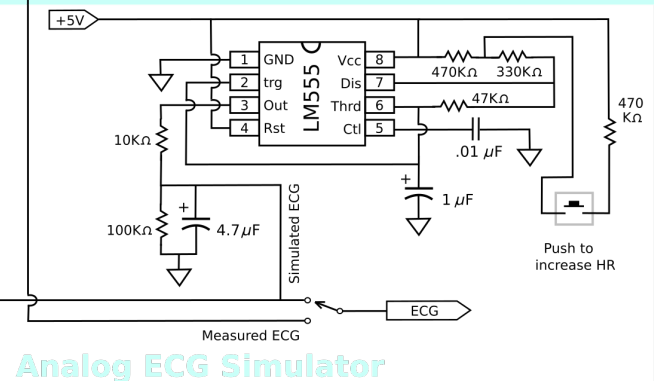 +5V
1 GND
2 trg
3 Out
4 Rst
LM555
Vcc 8
Dis 7
Thrd 6
Ctl 5
470KΩ
330KΩ
47KΩ
470
KΩ
10KΩ
.01 µF
+
1 µF
100KΩ
+
4.7µF
Simulated ECG
Push to
increase HR
ECG
Measured ECG
Analog ECG Simulator